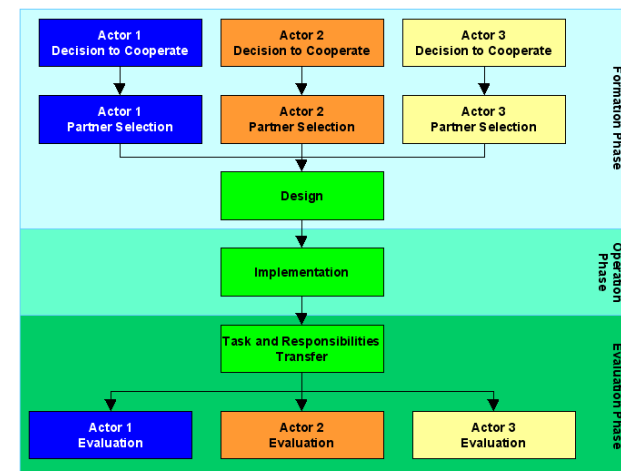 Actor 1
Decision to Cooperate
Actor 2
Decision to Cooperate
Actor 3
Decision to Cooperate
Actor 1
Partner Selection
Actor 2
Partner Selection
Actor 3
Partner Selection
Design
Formation Phase
Implementation
Operation
Phase
Task and Responsibilities
Transfer
Actor 1
Evaluation
Actor 2
Evaluation
Actor 3
Evaluation
Evaluation Phase